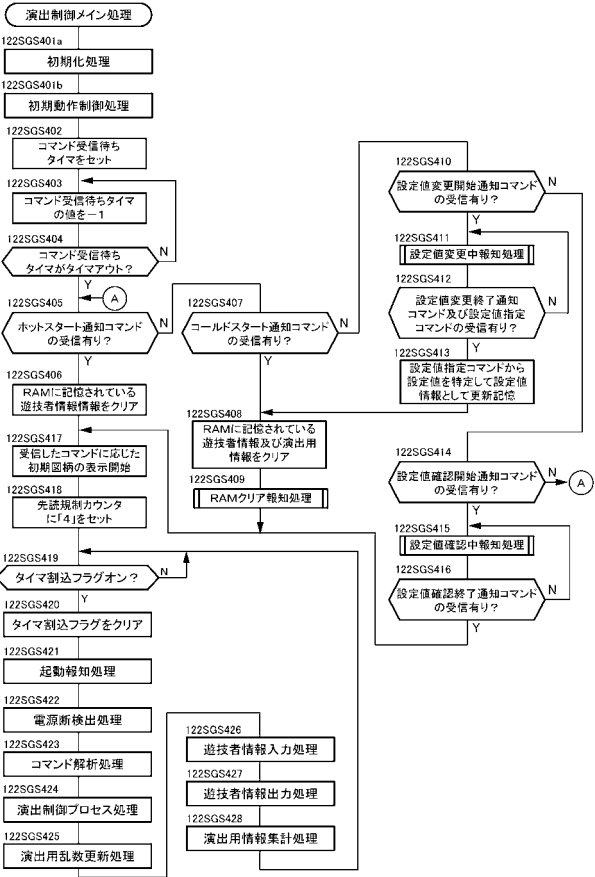 演出制御メイン処理
122SGS401a
初期化処理
122SGS401b
初期動作制御処理
122SGS402
コマンド受信待ち
タイマをセット
122SGS403
コマンド受信待ちタイマ
の値を－1
122SGS404
コマンド受信待ち
タイマがタイムアウト？
N
Y
A
122SGS405
ホットスタート通知コマンド
の受信有り？
N
Y
122SGS406
RAMに記憶されている
遊技者情報情報をクリア
122SGS417
受信したコマンドに応じた
初期図柄の表示開始
122SGS418
先読規制カウンタ
に「4」をセット
122SGS419
タイマ割込フラグオン？
N
Y
122SGS420
タイマ割込フラグをクリア
122SGS421
起動報知処理
122SGS422
電源断検出処理
122SGS423
コマンド解析処理
122SGS424
演出制御プロセス処理
122SGS425
演出用乱数更新処理
122SGS407
コールドスタート通知コマンド
の受信有り？
N
Y
122SGS408
RAMに記憶されている
遊技者情報及び演出用
情報をクリア
122SGS409
RAMクリア報知処理
122SGS426
遊技者情報入力処理
122SGS427
遊技者情報出力処理
122SGS428
演出用情報集計処理
122SGS410
設定値変更開始通知コマンド
の受信有り？
N
Y
122SGS411
設定値変更中報知処理
122SGS412
設定値変更終了通知
コマンド及び設定値指定
コマンドの受信有り？
N
Y
122SGS413
設定値指定コマンドから
設定値を特定して設定値
情報として更新記憶
122SGS414
設定値確認開始通知コマンド
の受信有り？
N
A
Y
122SGS415
設定値確認中報知処理
122SGS416
設定値確認終了通知コマンド
の受信有り？
N
Y